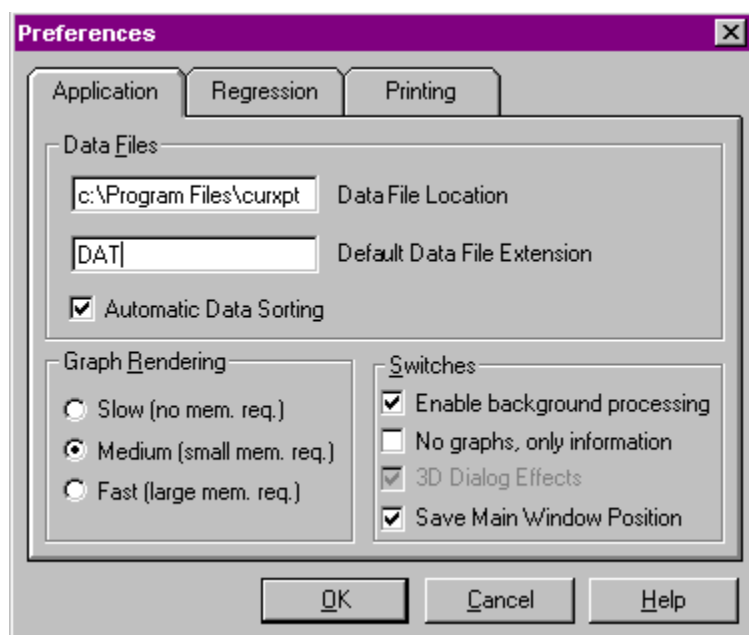 Preferences
Application Regression Printing
Data Files
c:\Program Files\curxpt Data File Location
DAT Default Data File Extension
Automatic Data Sorting
Graph Rendering
Slow (no mem. req.)
Medium (small mem. req.)
Fast (large mem. req.)
Switches
Enable background processing
No graphs, only information
3D Dialog Effects
Save Main Window Position
OK Cancel Help